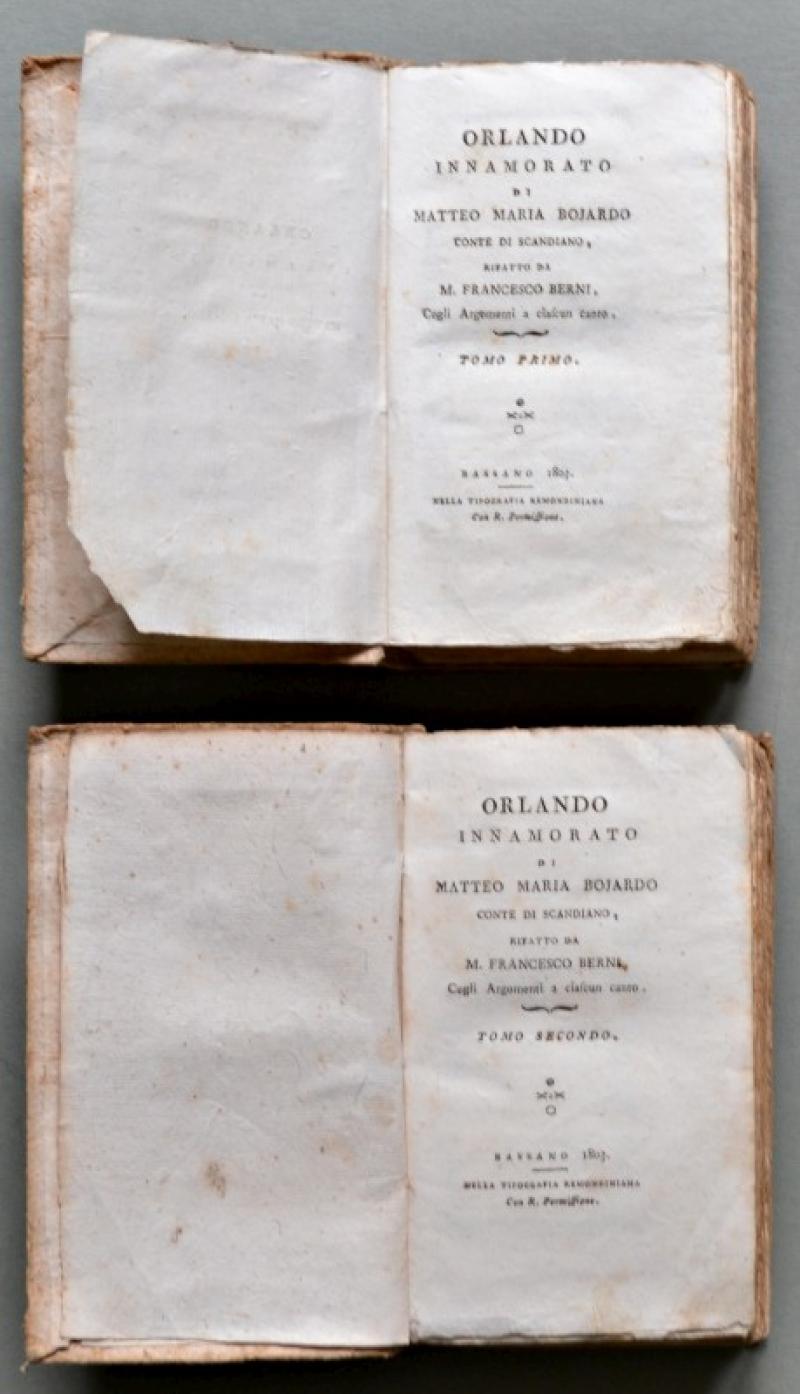 ORLANDO
INNAMORATO
DI
MATTEO MARIA BOJARDO
CONTE DI SCANDIANO,
RIFATTO DA
M. FRANCESCO BERNI,
Cogli Argomenti a ciaſcun canto.
TOMO PRIMO.
BASSANO
NELLA TIPOGRAFIA REMONDINIANA
Con R. Permiſſione.
ORLANDO
INNAMORATO
DI
MATTEO MARIA BOJARDO
CONTE DI SCANDIANO,
RIFATTO DA
M. FRANCESCO BERNI,
Cogli Argomenti a ciaſcun canto.
TOMO SECONDO.
BASSANO
NELLA TIPOGRAFIA REMONDINIANA
Con R. Permiſſione.